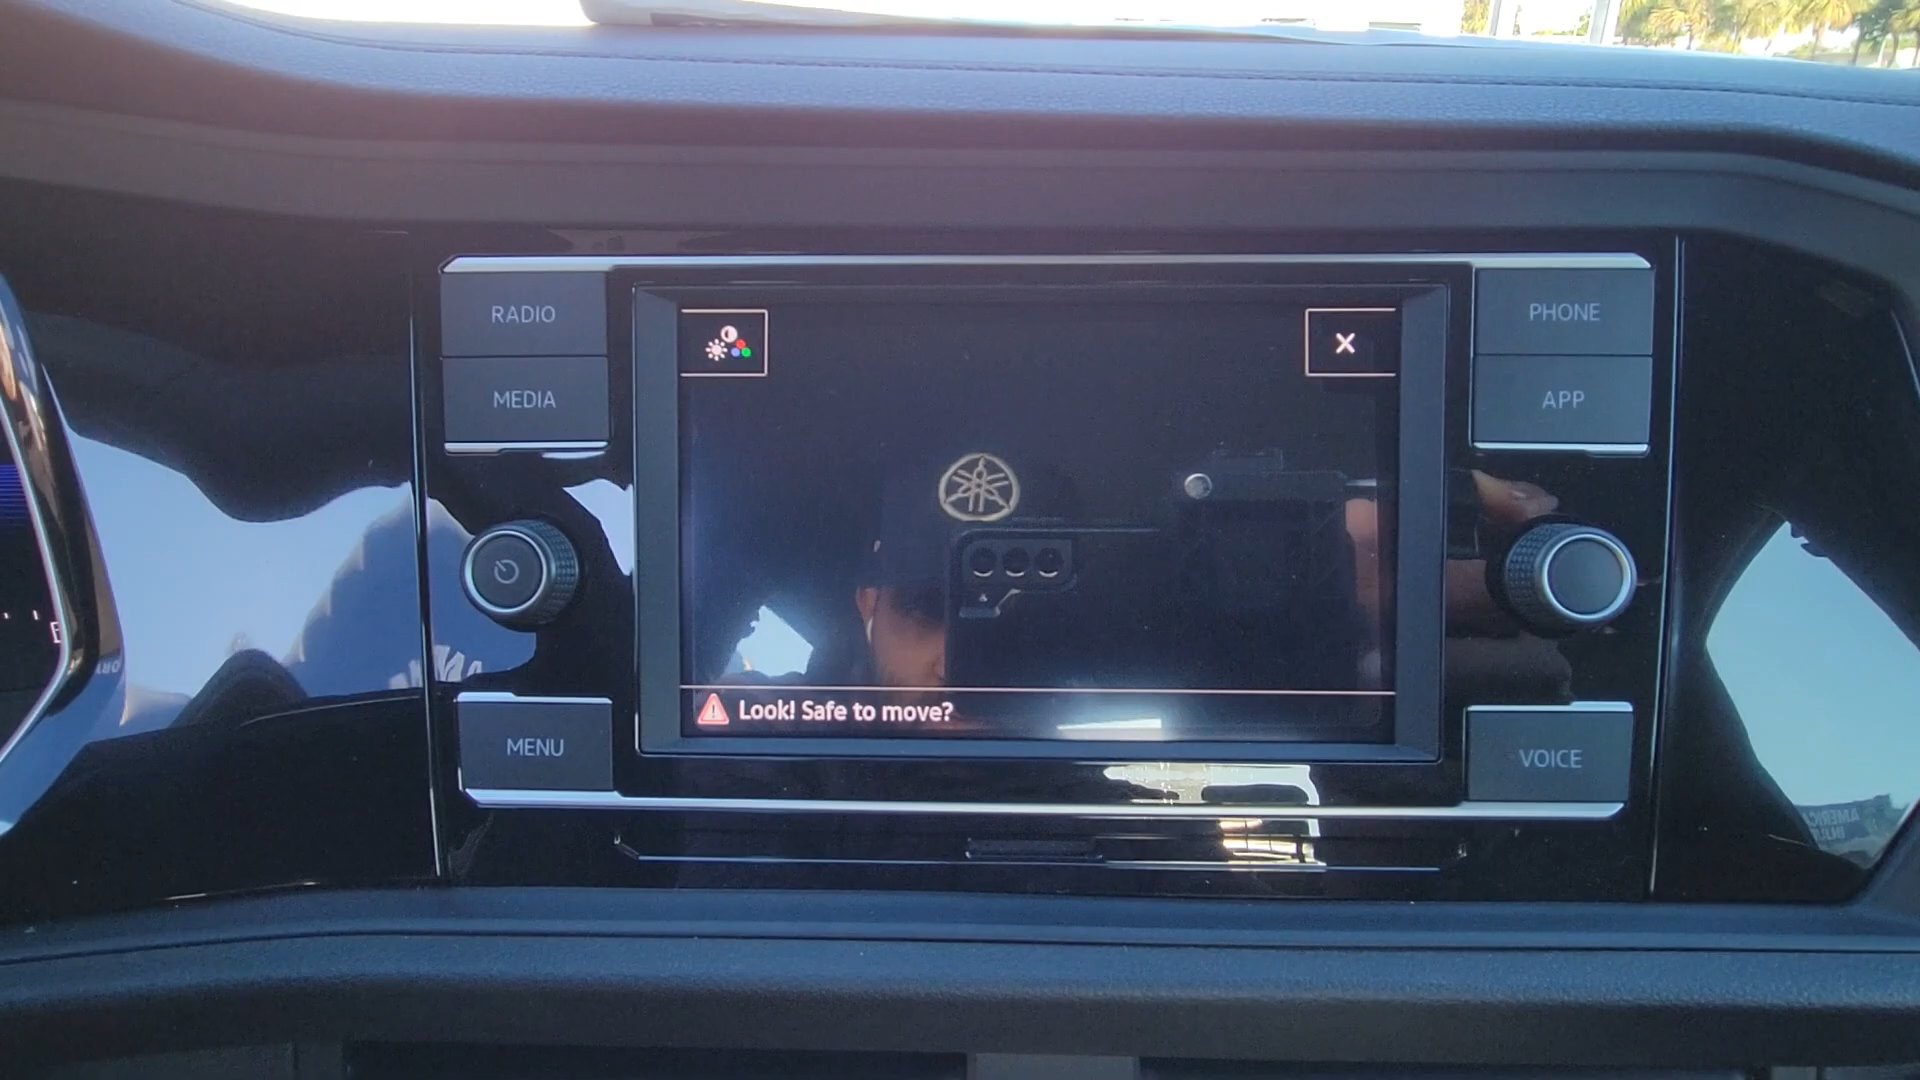 RADIO
PHONE
MEDIA
APP
Look! Safe to move?
MENU
VOICE